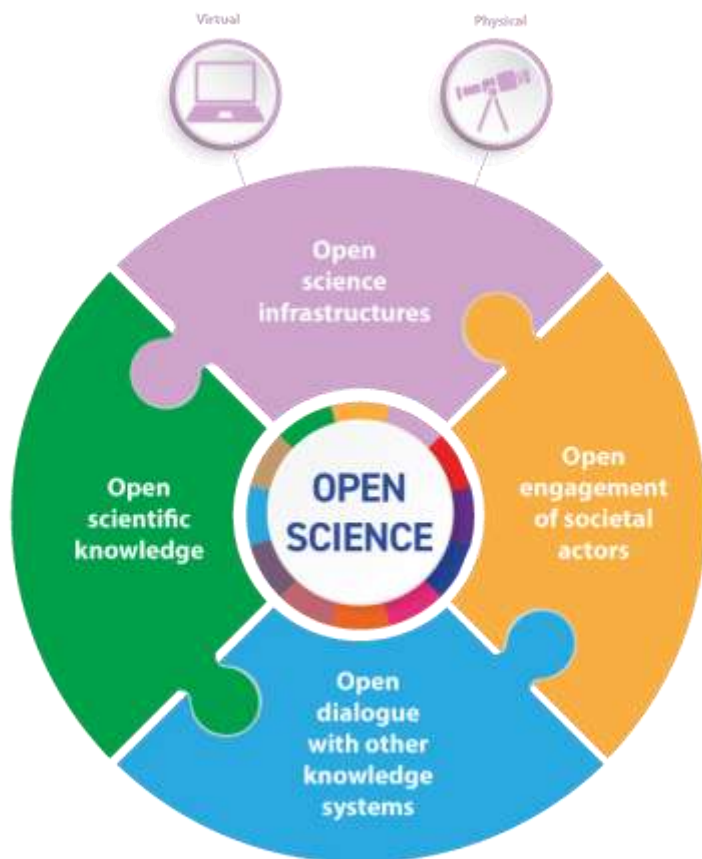 Virtual
Physical
Open
science
infrastructures
Open
scientific
knowledge
OPEN
SCIENCE
Open
engagement
of societal
actors
Open
dialogue
with other
knowledge
systems